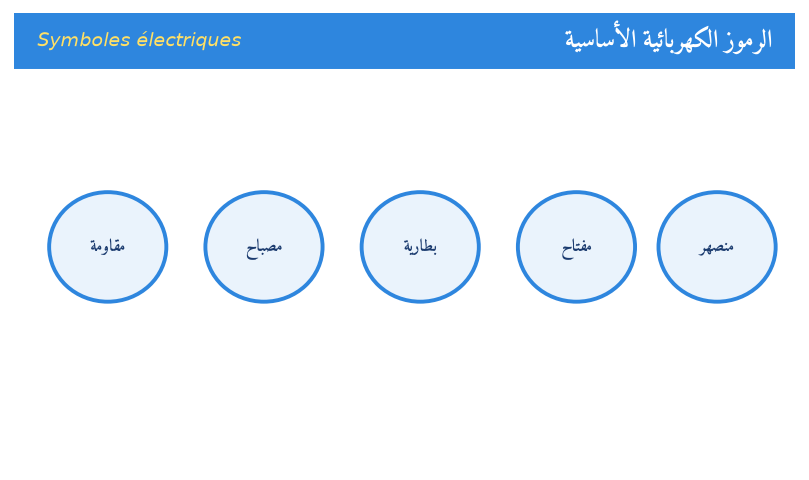 الرموز الكهربائية الأساسية
Symboles électriques
منصهر
مفتاح
بطارية
مصباح
مقاومة